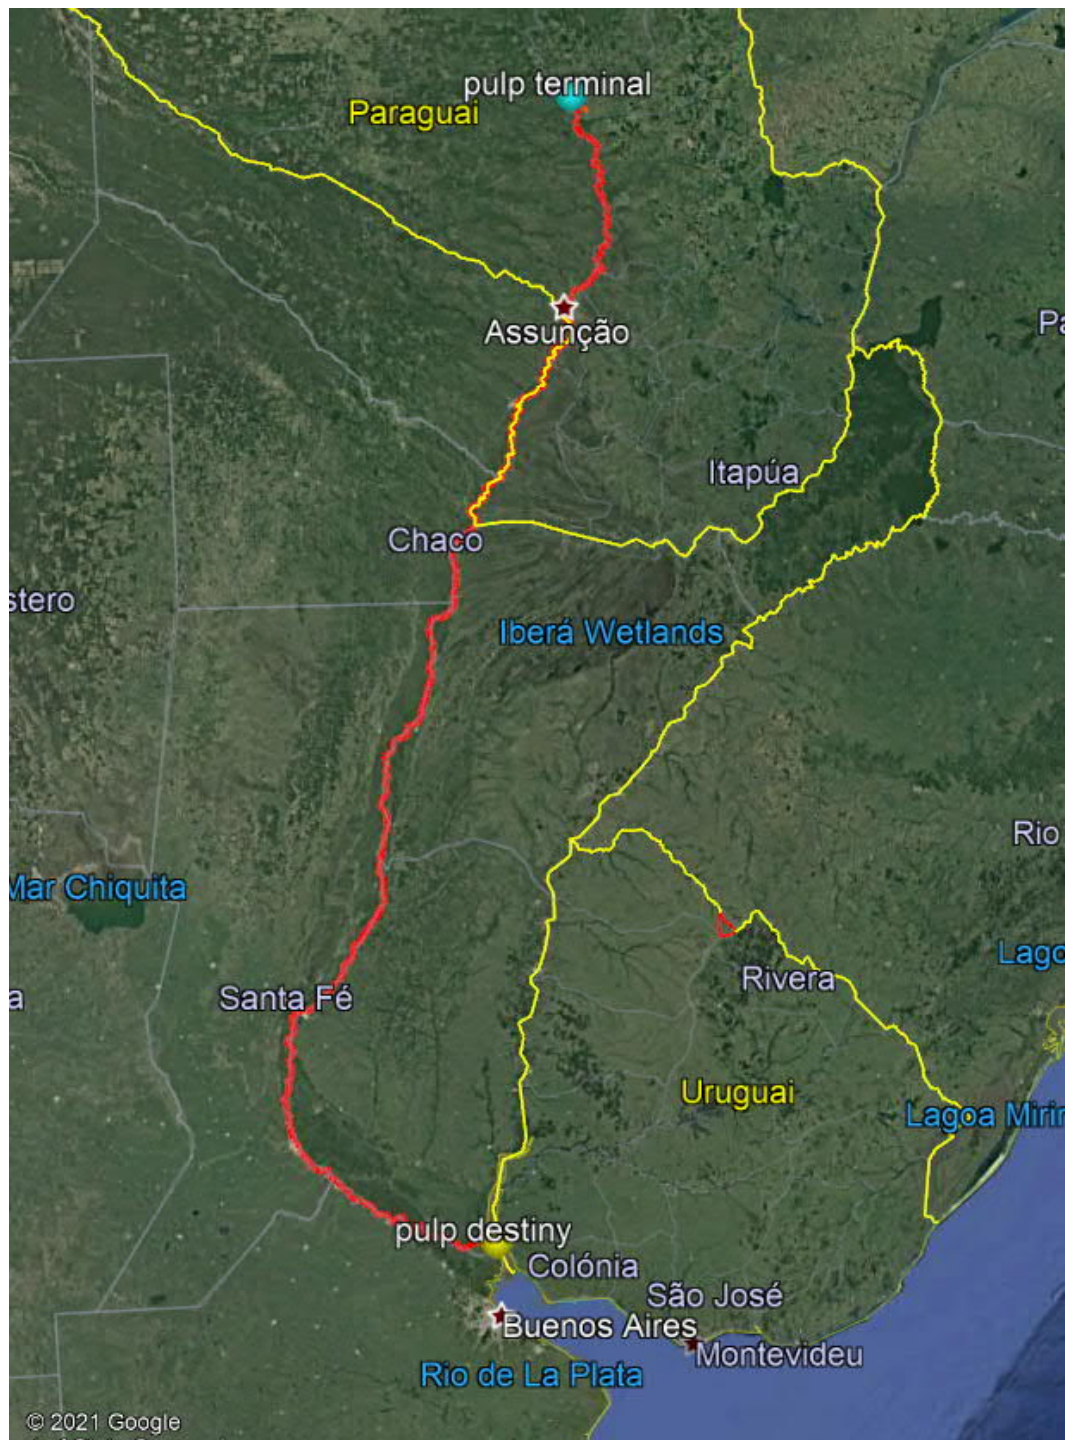 pulp terminal
Paraguai
Assunção
Pa
Itapúa
Chaco
stero
Iberá Wetlands
Rio
Mar Chiquita
Lago
Rivera
Santa Fé
a
Uruguai
Lagoa Mirir
pulp destiny
Colónia
São José
Buenos Aires
Montevideu
Rio de La Plata
© 2021 Google